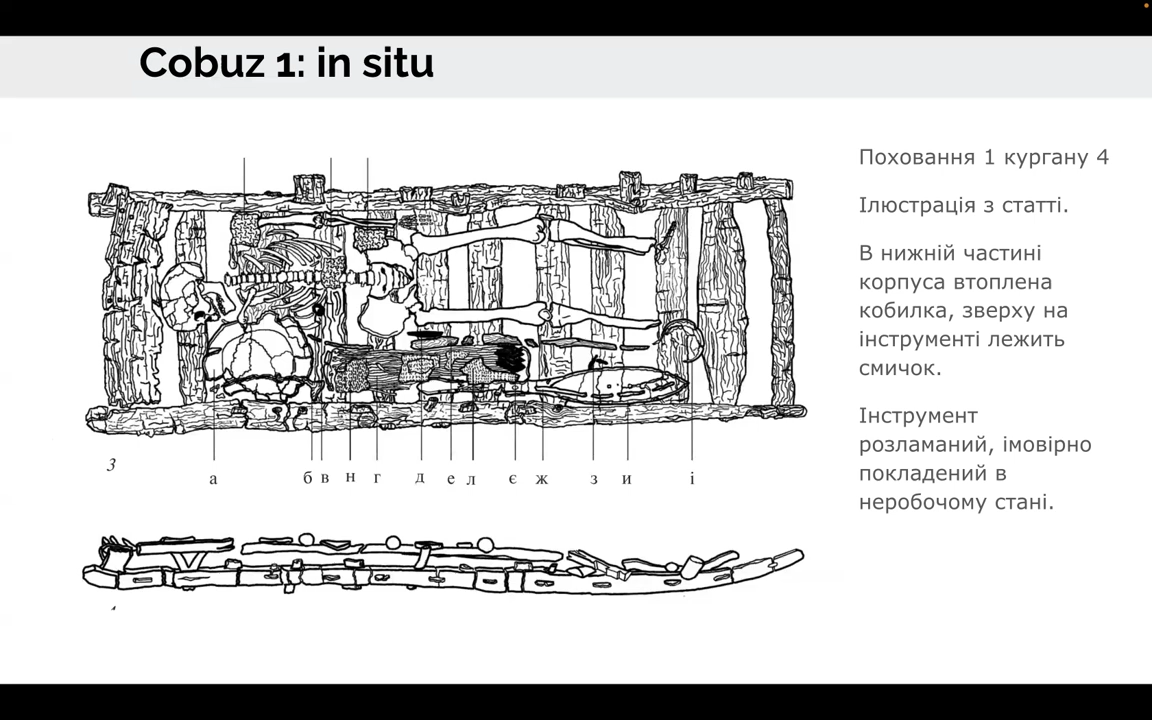 Cobuz 1: in situ
Поховання 1 кургану 4
Ілюстрація з статті.
В нижній частині
корпуса втоплена
кобилка, зверху на
інструменті лежить
смичок.
Інструмент
розламаний, імовірно
покладений в
неробочому стані.
3
а б в н г д е л є ж з и і